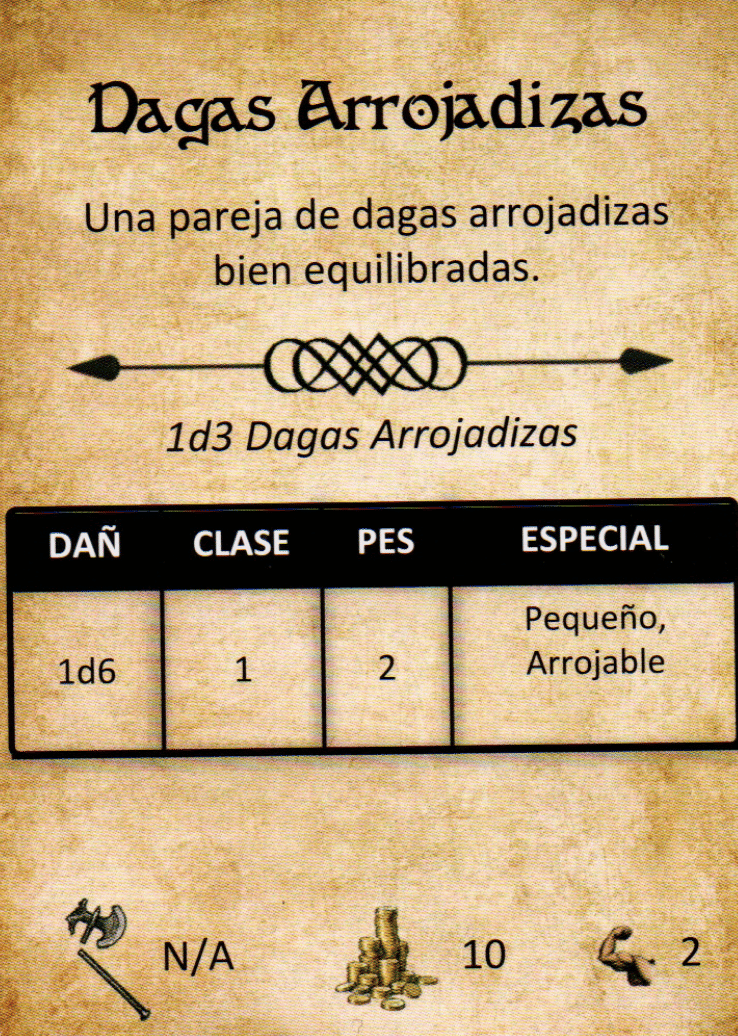 Dagas Arrojadizas
Una pareja de dagas arrojadizas
bien equilibradas.
1d3 Dagas Arrojadizas
DAÑ CLASE PES ESPECIAL
1d6 1 2 Pequeño,
Arrojable
N/A 10 2